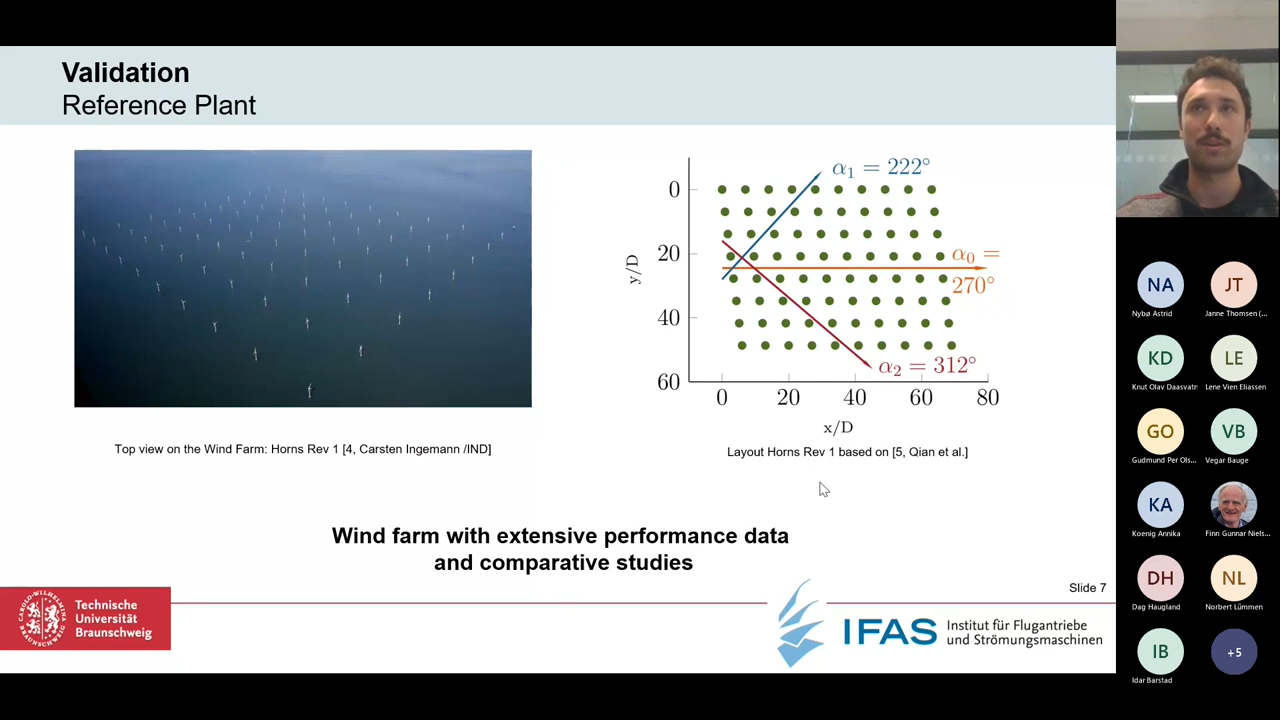 Validation
Reference Plant
Top view on the Wind Farm: Horns Rev 1 [4, Carsten Ingemann /IND]
α₁ = 222°
α₀ =
270°
α₂ = 312°
0
20
40
60
y/D
0
20
40
60
80
x/D
Layout Horns Rev 1 based on [5, Qian et al.]
Wind farm with extensive performance data
and comparative studies
Slide 7
Technische
Universität
Braunschweig
IFAS
Institut für Flugantriebe
und Strömungsmaschinen
NA
Nybø Astrid
JT
Janne Thomsen (...
KD
Knut Olav Daasvatn
LE
Lene Vien Eliassen
GO
Gudmund Per Ols...
VB
Vegar Bauge
KA
Koenig Annika
Finn Gunnar Niels...
DH
Dag Haugland
NL
Norbert Lümmen
IB
Idar Barstad
+5